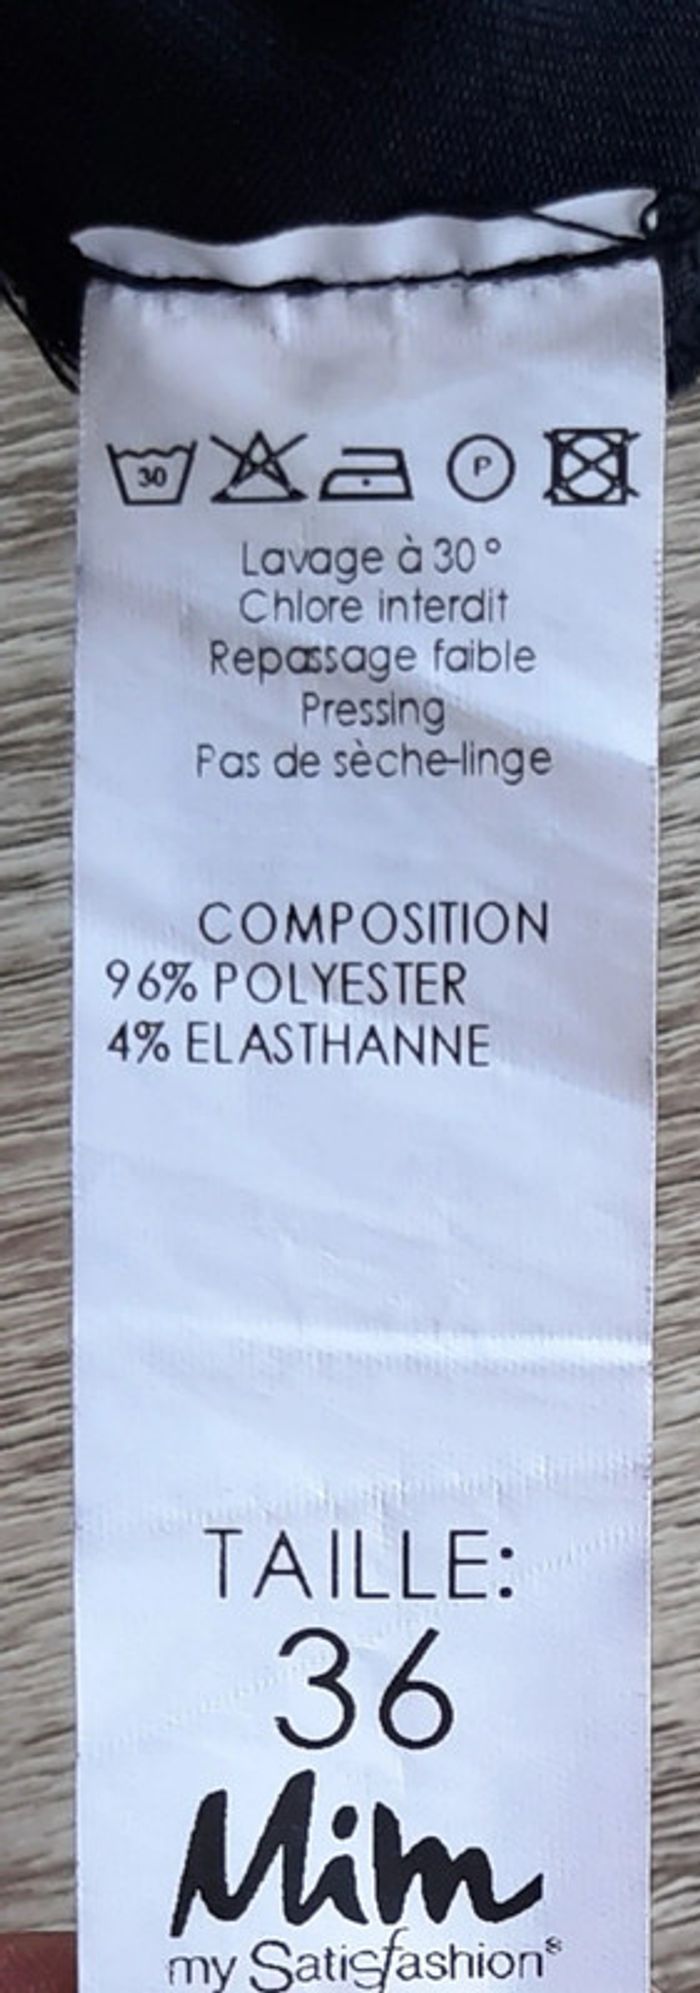 30 P
Lavage à 30°
Chlore interdit
Repassage faible
Pressing
Pas de sèche-linge
COMPOSITION
96% POLYESTER
4% ELASTHANNE
TAILLE:
36
Mim
my Satisfashion®